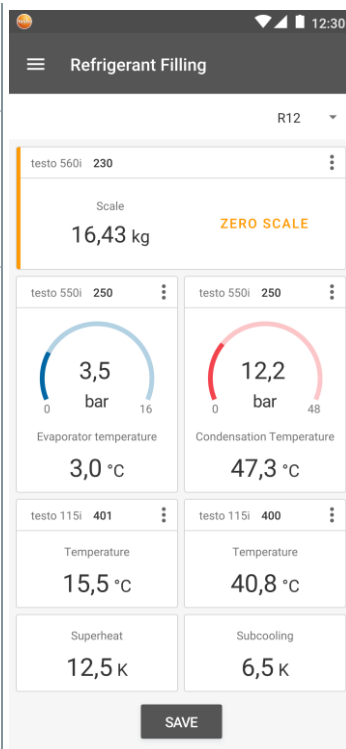 12:30
Refrigerant Filling
R12
testo 560i 230
Scale
16,43 kg
ZERO SCALE
testo 550i 250
3,5
bar
0
16
Evaporator temperature
3,0 °C
testo 550i 250
12,2
bar
0
48
Condensation Temperature
47,3 °C
testo 115i 401
Temperature
15,5 °C
testo 115i 400
Temperature
40,8 °C
Superheat
12,5 K
Subcooling
6,5 K
SAVE